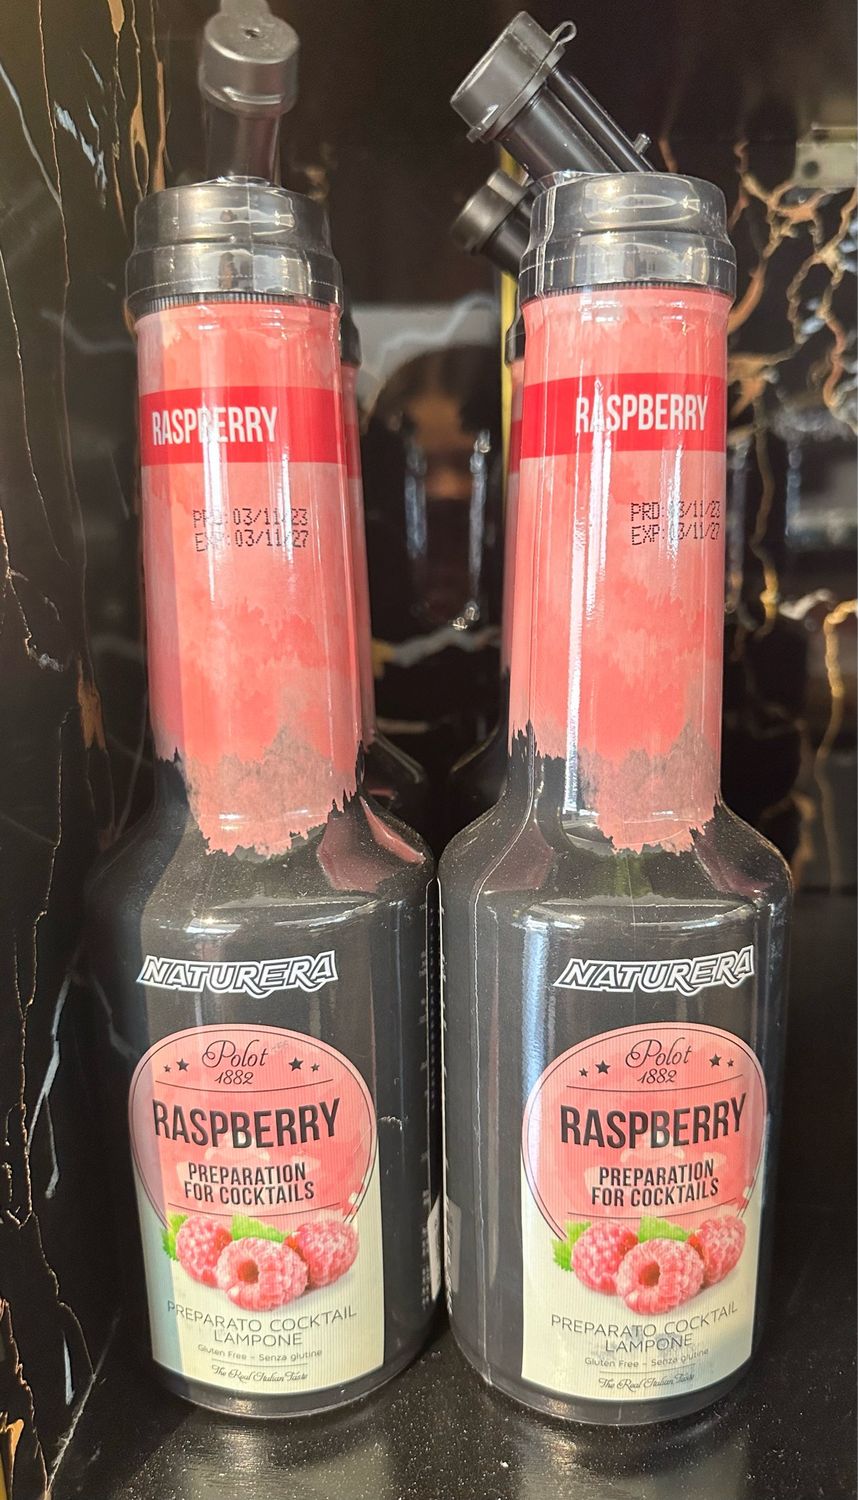 RASPBERRY
PRD:03/11/23
EXP:03/11/27
NATURERA
Polot
1882
RASPBERRY
PREPARATION
FOR COCKTAILS
PREPARATO COCKTAIL
LAMPONE
Gluten Free - Senza glutine
The Real Italian Taste
RASPBERRY
PRD:03/11/23
EXP:03/11/27
NATURERA
Polot
1882
RASPBERRY
PREPARATION
FOR COCKTAILS
PREPARATO COCKTAIL
LAMPONE
Gluten Free - Senza glutine
The Real Italian Taste